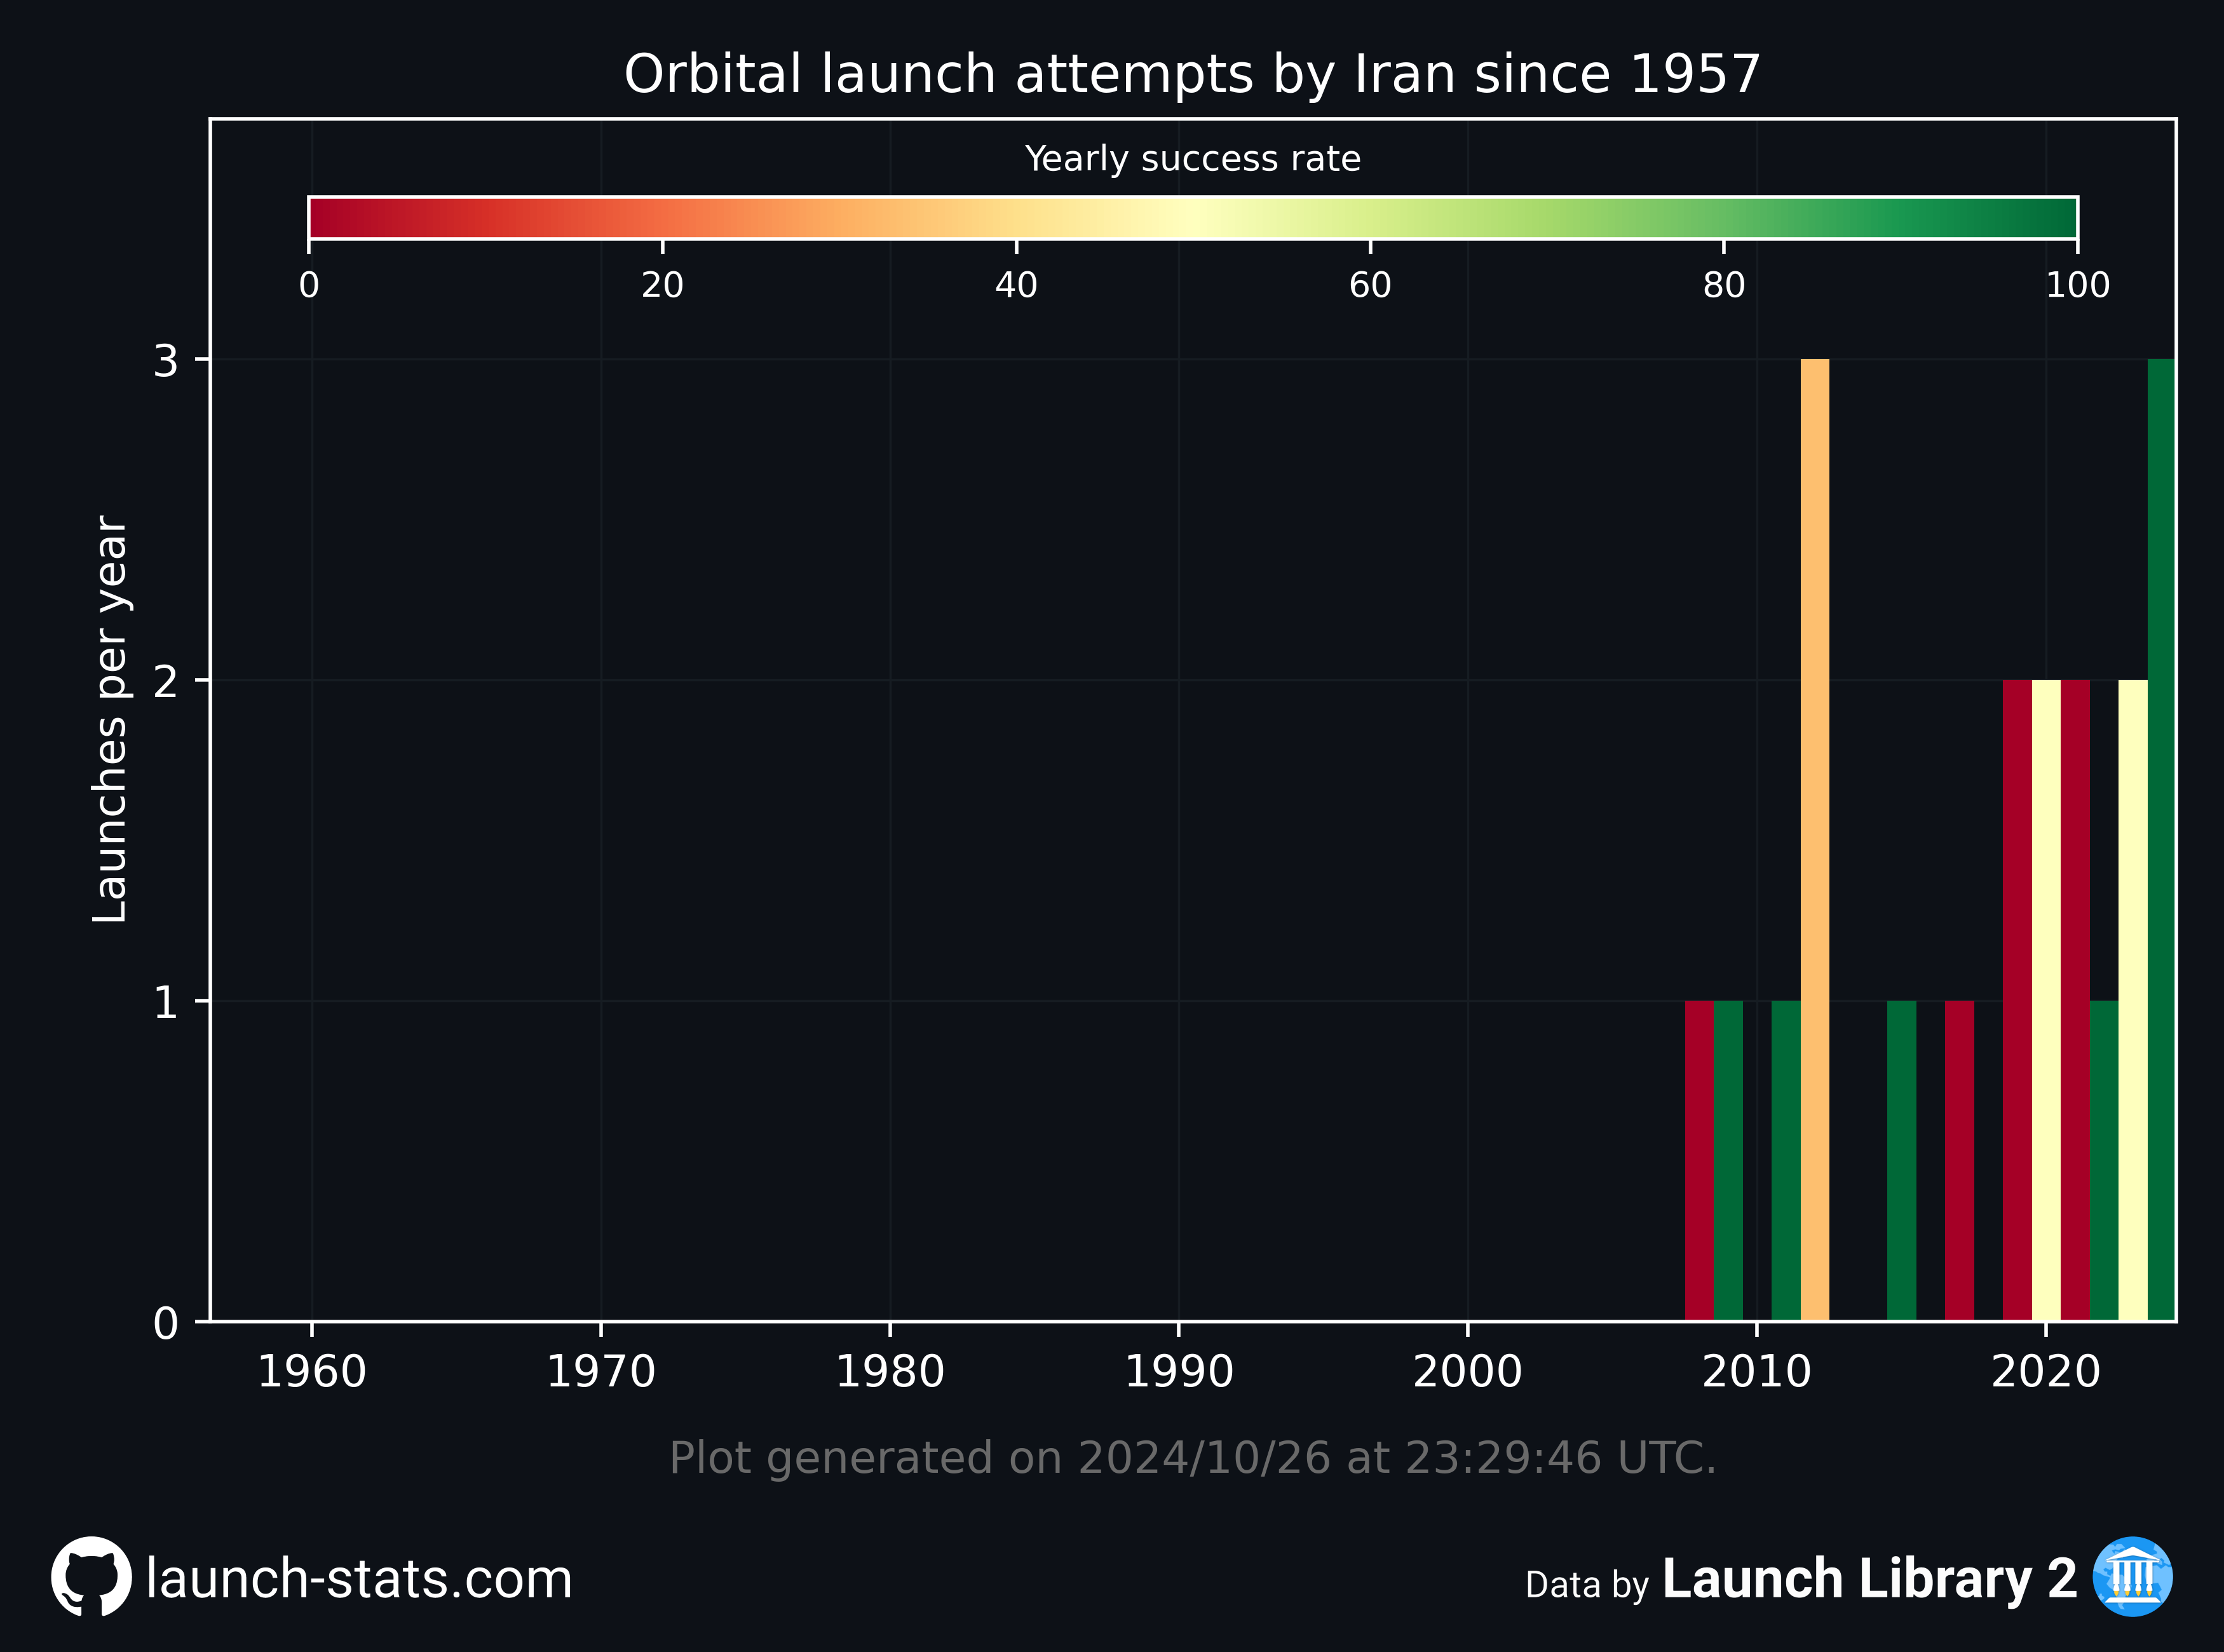 Orbital launch attempts by Iran since 1957
Yearly success rate
0 20 40 60 80 100
Launches per year
3
2
1
0
1960 1970 1980 1990 2000 2010 2020
Plot generated on 2024/10/26 at 23:29:46 UTC.
launch-stats.com
Data by Launch Library 2